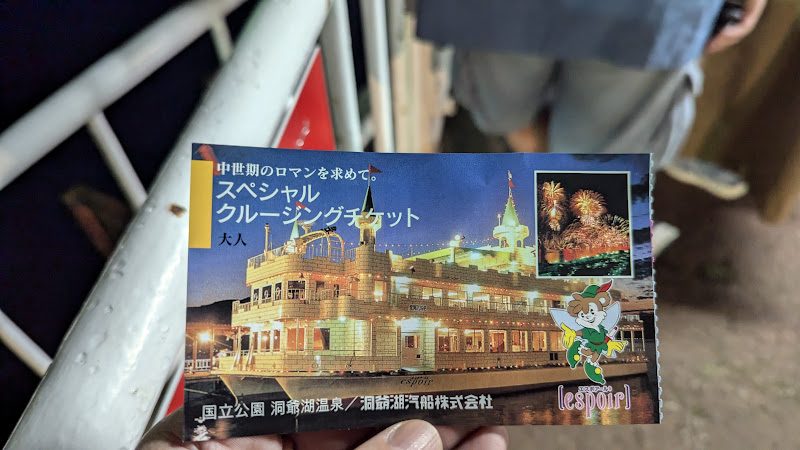 中世期のロマンを求めて。
スペシャル
クルージングチケット
大人
espoir
エスポアール
[espoir]
国立公園 洞爺湖温泉／洞爺湖汽船株式会社